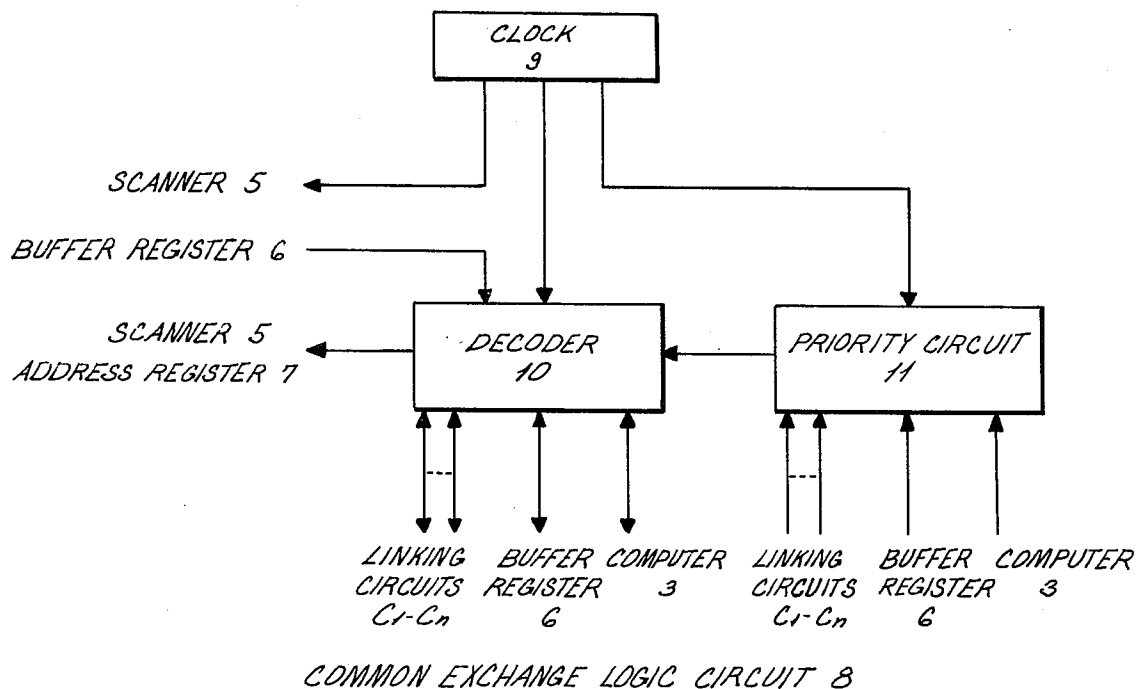 CLOCK
9
SCANNER 5
BUFFER REGISTER 6
SCANNER 5
ADDRESS REGISTER 7
DECODER
10
PRIORITY CIRCUIT
11
LINKING
CIRCUITS
C1-Cn
BUFFER
REGISTER
6
COMPUTER
3
LINKING
CIRCUITS
C1-Cn
BUFFER
REGISTER
6
COMPUTER
3
COMMON EXCHANGE LOGIC CIRCUIT 8